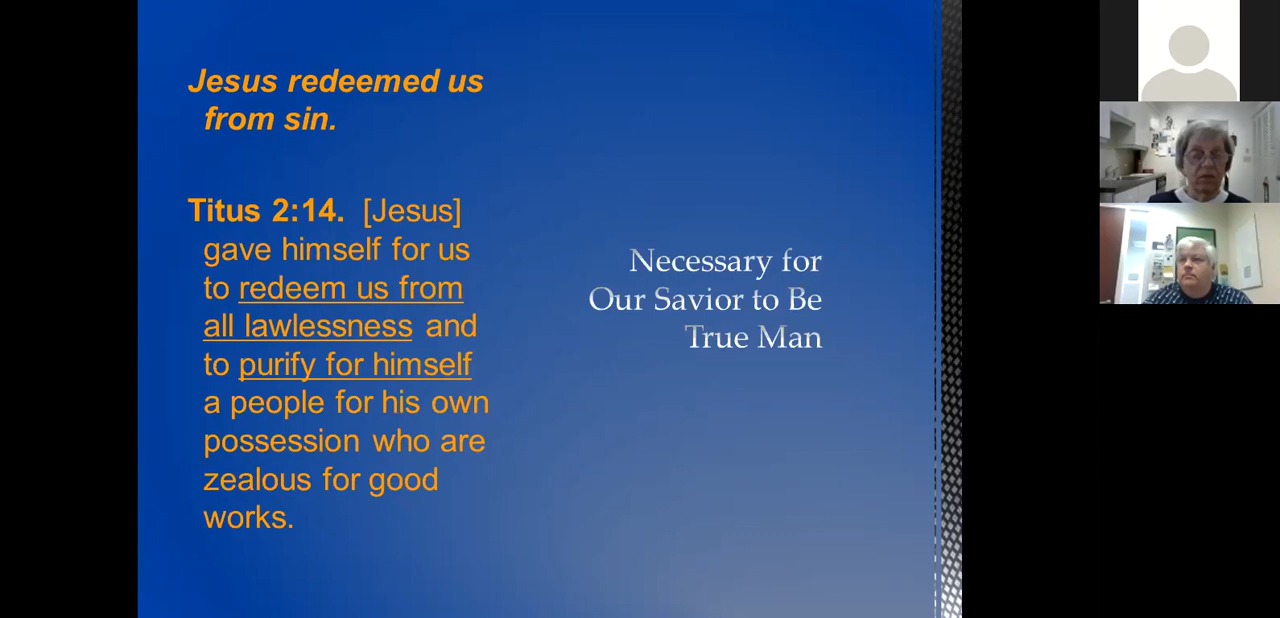 Jesus redeemed us
from sin.
Titus 2:14. [Jesus]
gave himself for us
to redeem us from
all lawlessness and
to purify for himself
a people for his own
possession who are
zealous for good
works.
Necessary for
Our Savior to Be
True Man